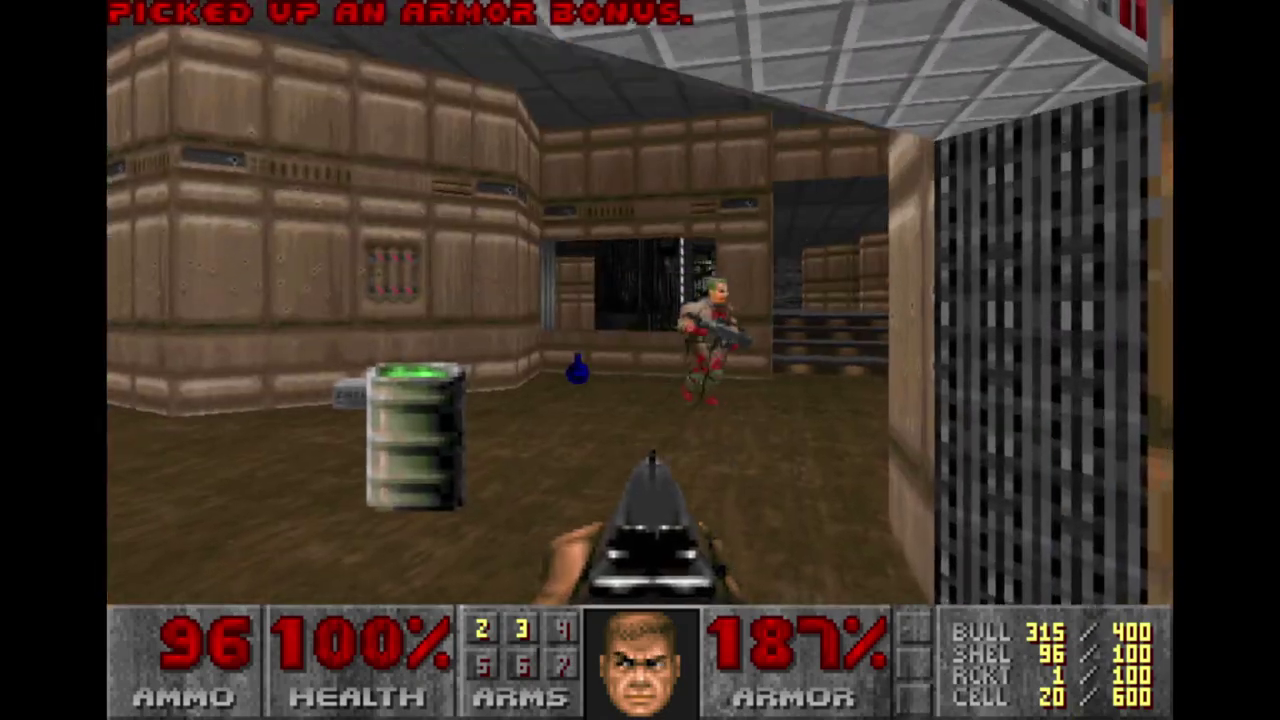 PICKED UP AN ARMOR BONUS.
96 100% 2 3 4 187% BULL 315 / 400
5 6 7 SHEL 96 / 100
RCKT 1 / 100
AMMO HEALTH ARMS ARMOR CELL 20 / 600